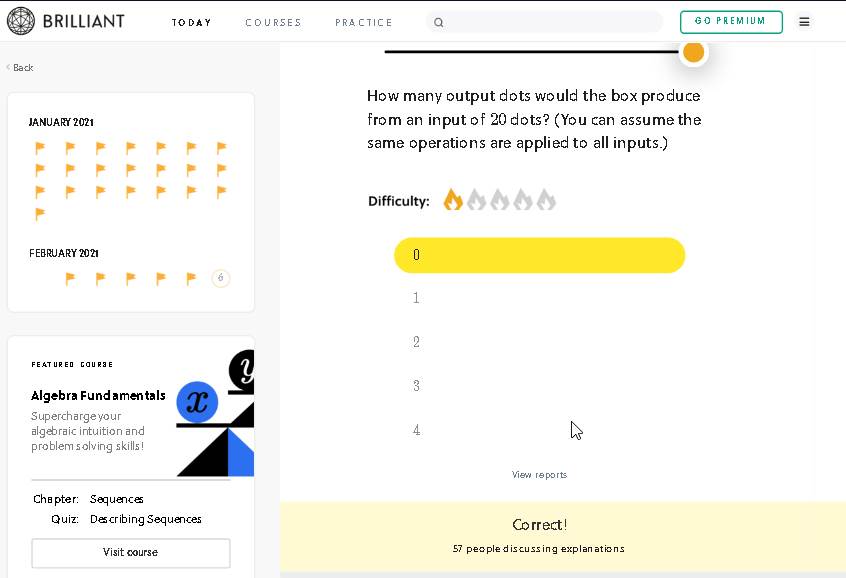 BRILLIANT
TODAY
COURSES
PRACTICE
GO PREMIUM
Back
JANUARY 2021
FEBRUARY 2021
6
FEATURED COURSE
Algebra Fundamentals
Supercharge your
algebraic intuition and
problem solving skills!
x
y
Chapter: Sequences
Quiz: Describing Sequences
Visit course
How many output dots would the box produce
from an input of 20 dots? (You can assume the
same operations are applied to all inputs.)
Difficulty:
0
1
2
3
4
View reports
Correct!
57 people discussing explanations